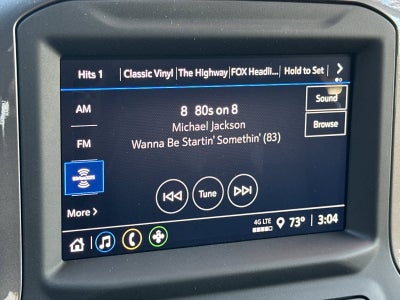 Hits 1 Classic Vinyl The Highway FOX Headli... Hold to Set
AM
8 80s on 8
Sound
Michael Jackson
Browse
FM
Wanna Be Startin' Somethin' (83)
Tune
More
4G LTE 73° 3:04